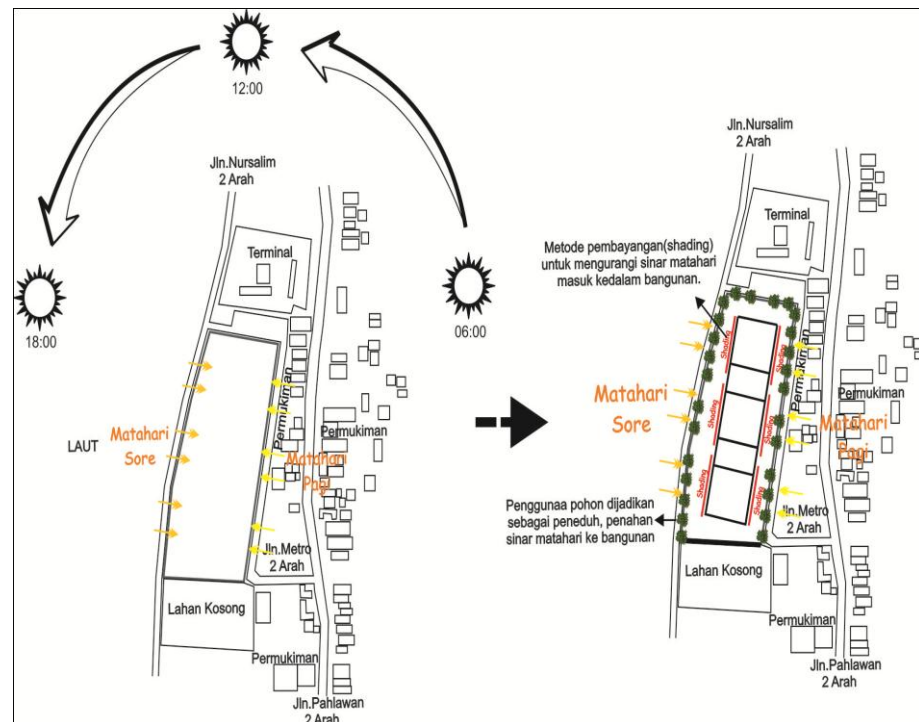 12:00
18:00
06:00
Jln.Nursalim
2 Arah
Terminal
Permukiman
LAUT
Matahari
Sore
Matahari
Pagi
Permukiman
Jln.Metro
2 Arah
Lahan Kosong
Permukiman
Jln.Pahlawan
2 Arah
Jln.Nursalim
2 Arah
Terminal
Metode pembayangan(shading)
untuk mengurangi sinar matahari
masuk kedalam bangunan.
Shading
Shading
Shading
Shading
Shading
Shading
Permukiman
Permukiman
Matahari
Sore
Matahari
Pagi
Penggunaa pohon dijadikan
sebagai peneduh, penahan
sinar matahari ke bangunan
Jln.Metro
2 Arah
Lahan Kosong
Permukiman
Jln.Pahlawan
2 Arah